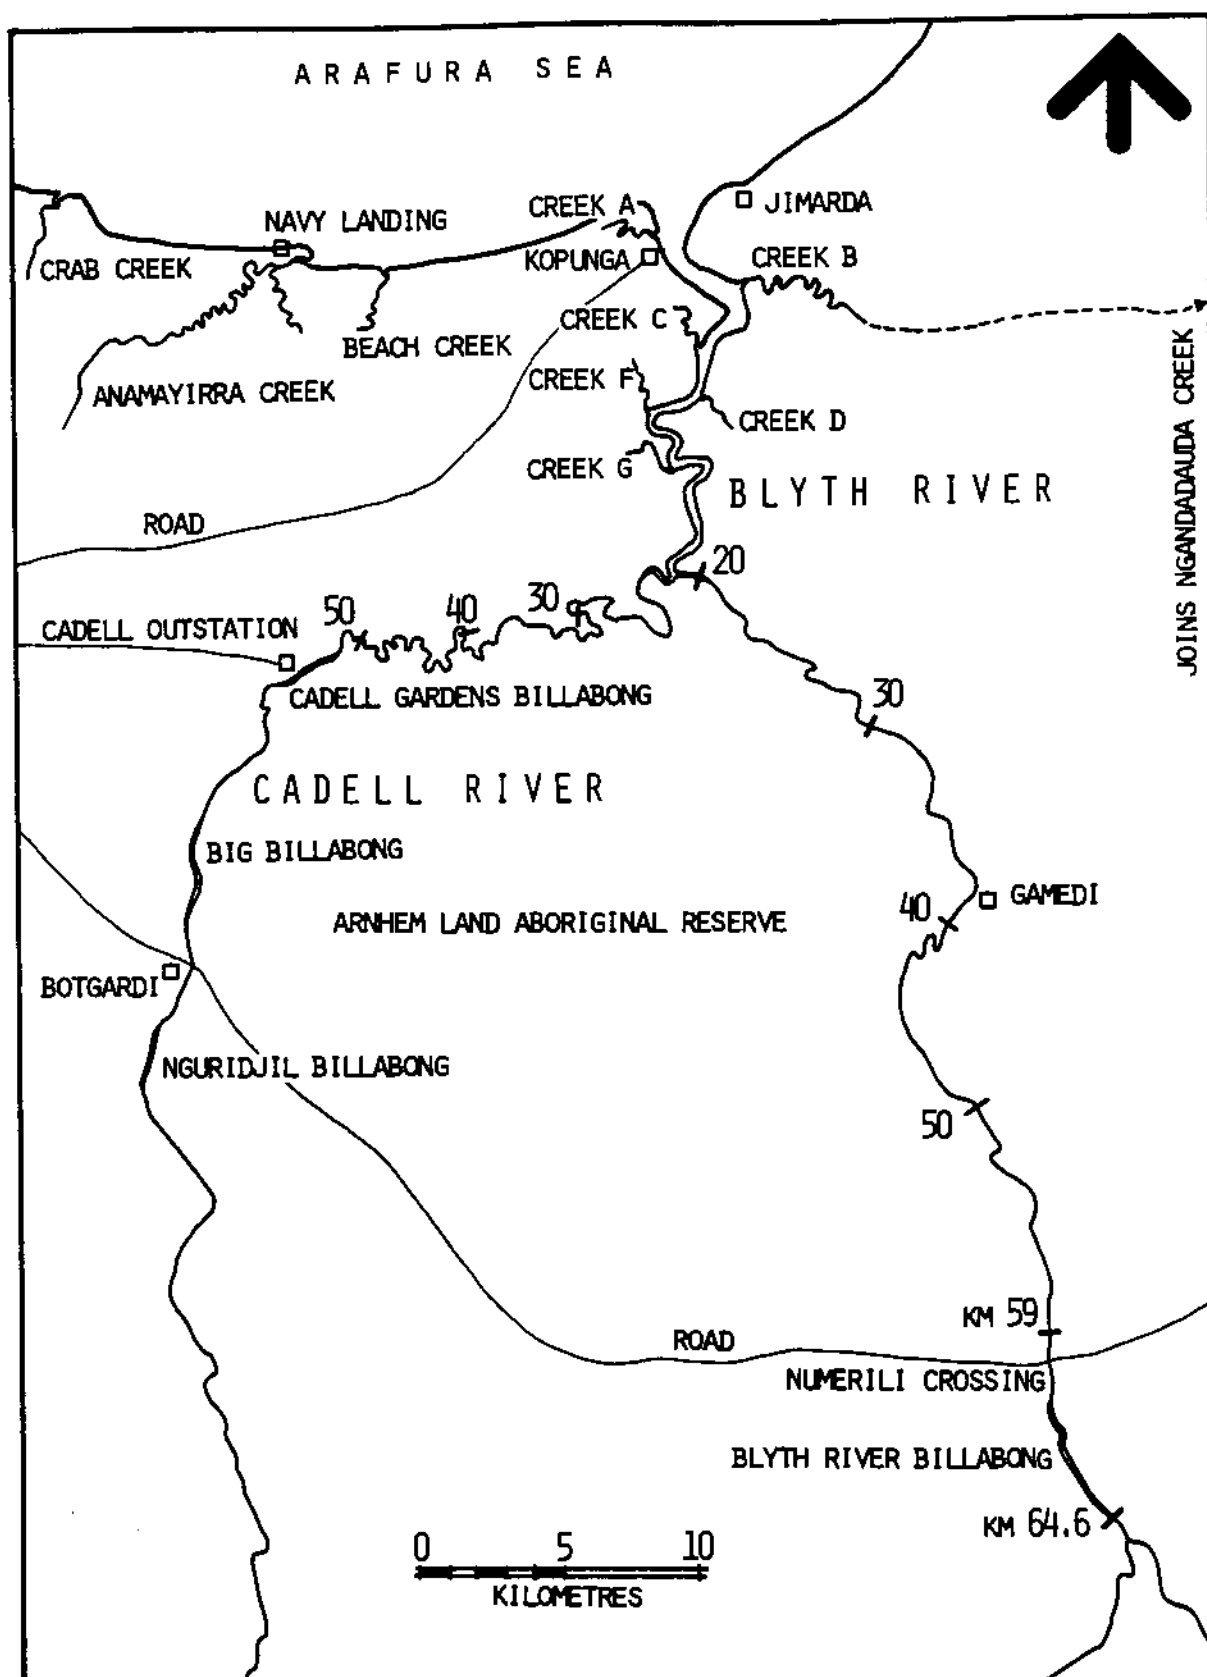 ARAFURA SEA
CREEK A
JIMARDA
NAVY LANDING
KOPUNGA
CREEK B
CRAB CREEK
CREEK C
BEACH CREEK
CREEK F
ANAMAYIRRA CREEK
CREEK D
CREEK G
JOINS NGANDADAUDA CREEK
BLYTH RIVER
ROAD
20
50
40
30
CADELL OUTSTATION
CADELL GARDENS BILLABONG
30
CADELL RIVER
BIG BILLABONG
GAMEDI
40
ARNHEM LAND ABORIGINAL RESERVE
BOTGARDI
NGURIDJIL BILLABONG
50
KM 59
ROAD
NUMERILI CROSSING
BLYTH RIVER BILLABONG
KM 64.6
0 5 10
KILOMETRES